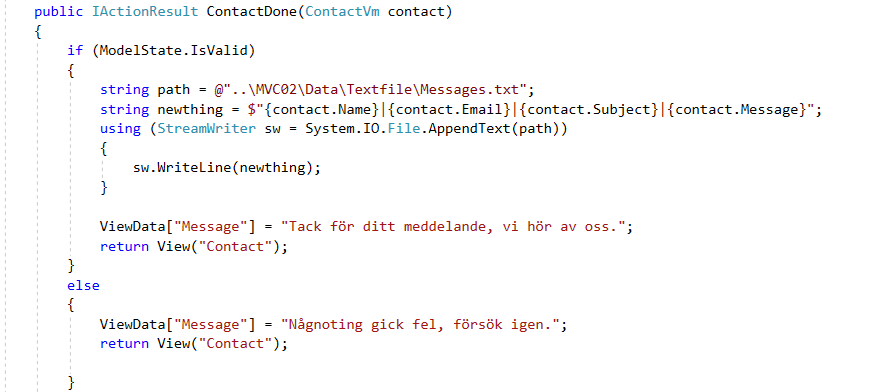 public IActionResult ContactDone(ContactVm contact)
{
if (ModelState.IsValid)
{
string path = @"..\MVC02\Data\Textfile\Messages.txt";
string newthing = $"{contact.Name}|{contact.Email}|{contact.Subject}|{contact.Message}";
using (StreamWriter sw = System.IO.File.AppendText(path))
{
sw.WriteLine(newthing);
}
ViewData["Message"] = "Tack för ditt meddelande, vi hör av oss.";
return View("Contact");
}
else
{
ViewData["Message"] = "Någnoting gick fel, försök igen.";
return View("Contact");
}